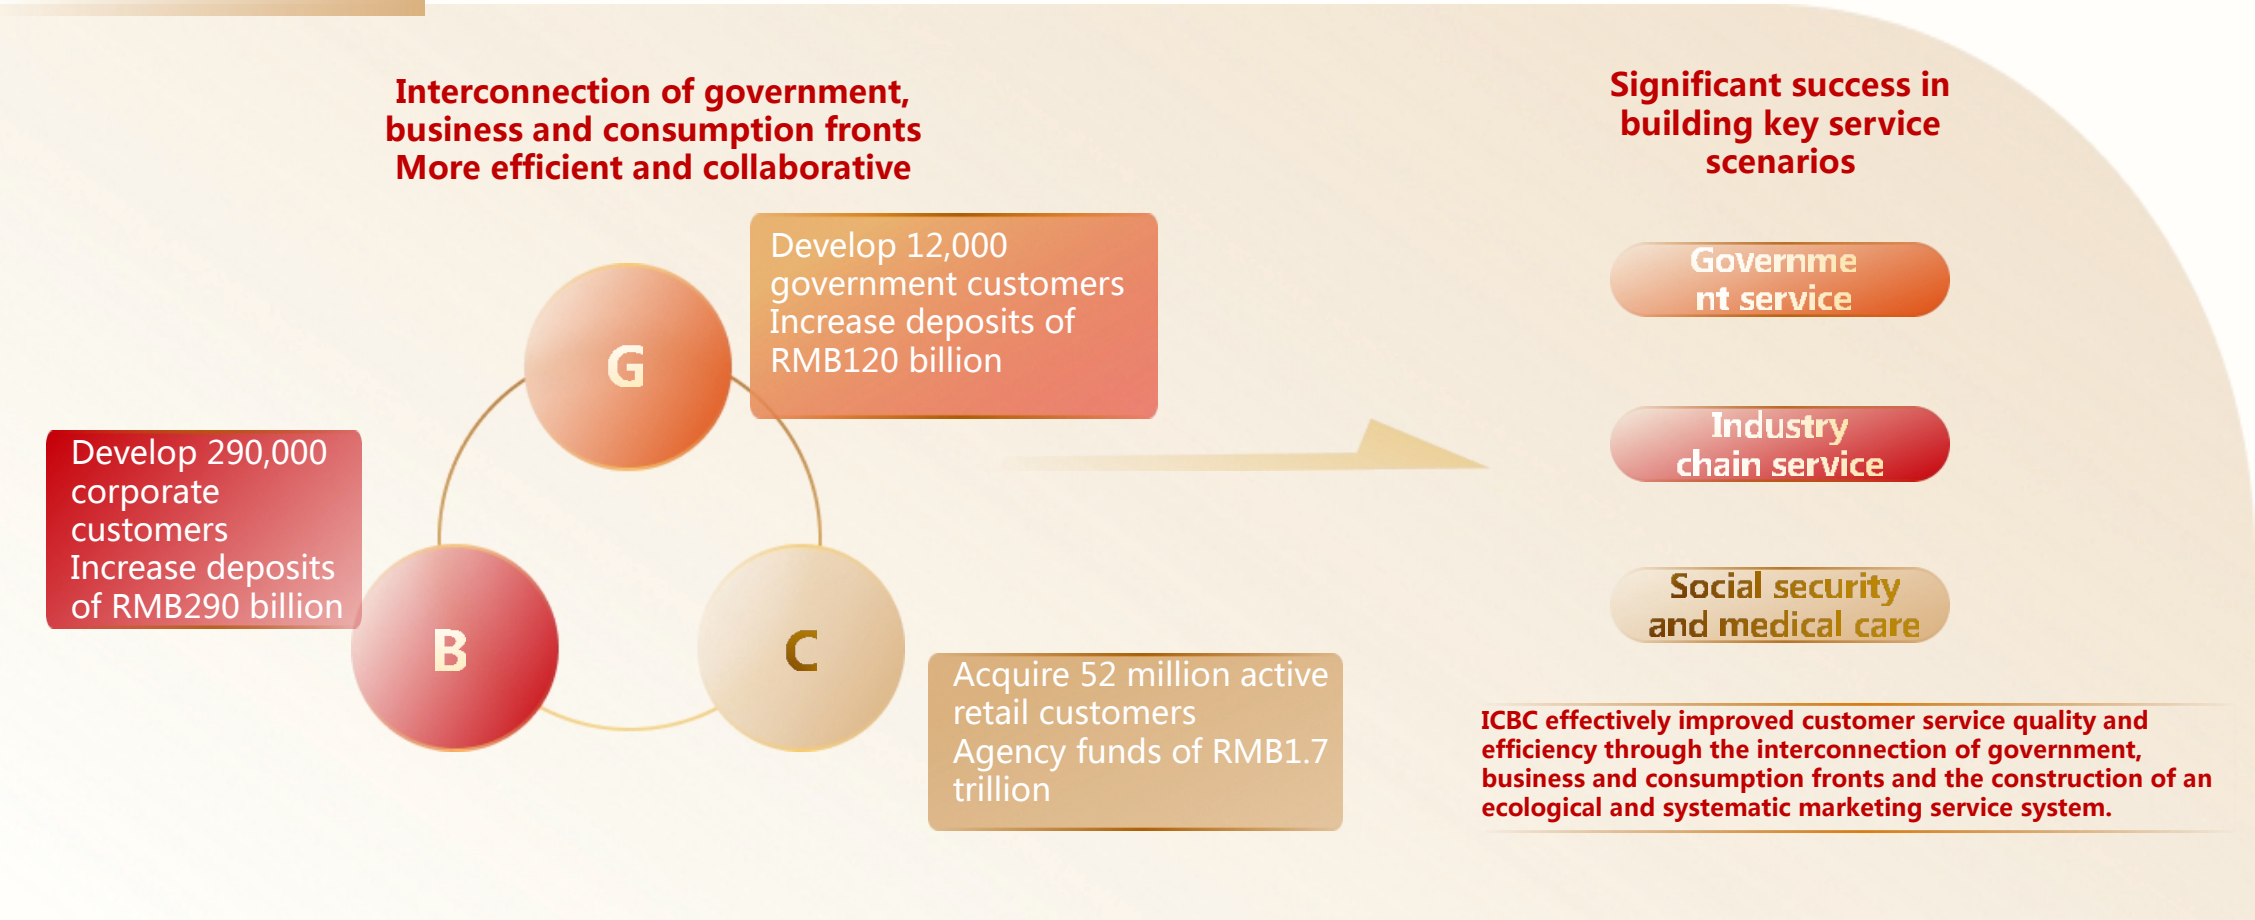 Interconnection of government,
business and consumption fronts
More efficient and collaborative
Develop 12,000
government customers
Increase deposits of
RMB120 billion
G
Develop 290,000
corporate
customers
Increase deposits
of RMB290 billion
B
C
Acquire 52 million active
retail customers
Agency funds of RMB1.7
trillion
Significant success in
building key service
scenarios
Governme
nt service
Industry
chain service
Social security
and medical care
ICBC effectively improved customer service quality and
efficiency through the interconnection of government,
business and consumption fronts and the construction of an
ecological and systematic marketing service system.